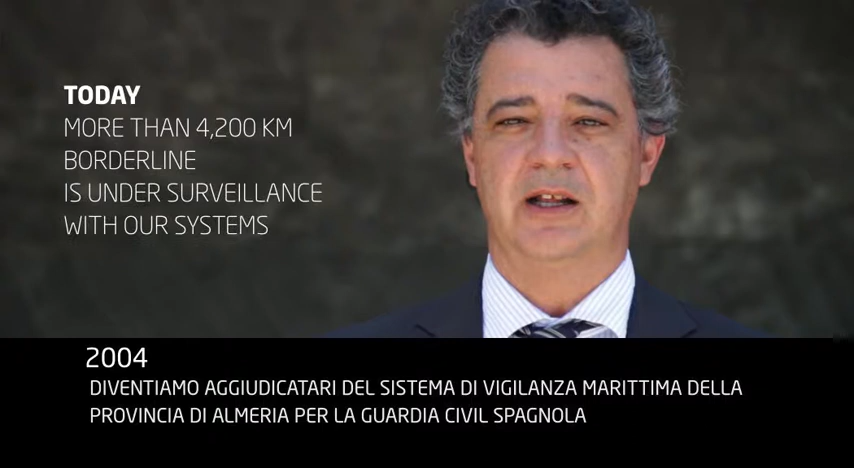 TODAY
MORE THAN 4,200 KM
BORDERLINE
IS UNDER SURVEILLANCE
WITH OUR SYSTEMS
2004
DIVENTIAMO AGGIUDICATARI DEL SISTEMA DI VIGILANZA MARITTIMA DELLA
PROVINCIA DI ALMERIA PER LA GUARDIA CIVIL SPAGNOLA